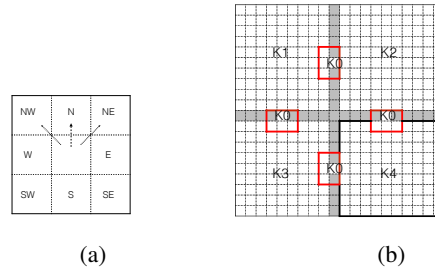 K1 K2
K0
NW N NE
K0 K0
W E
K0
K3 K4
SW S SE
(a) (b)